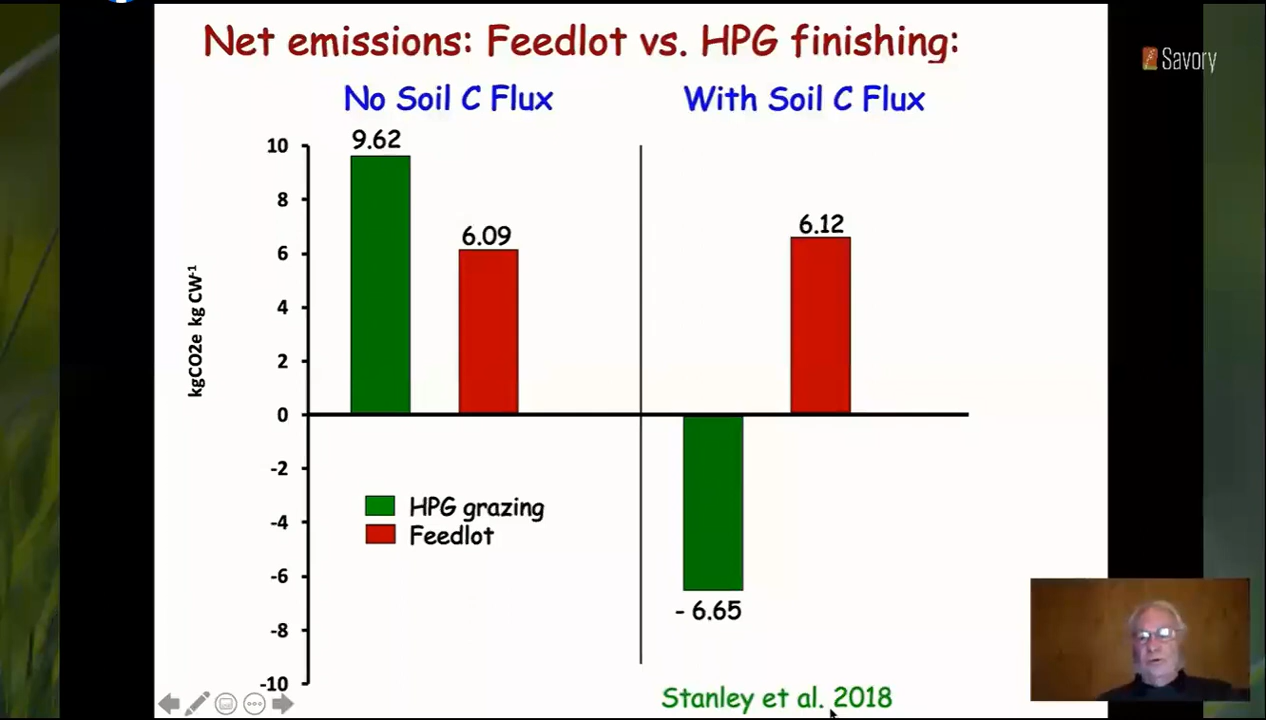 Net emissions: Feedlot vs. HPG finishing:
Savory
No Soil C Flux
With Soil C Flux
9.62
6.09
6.12
- 6.65
10
8
6
4
2
0
-2
-4
-6
-8
-10
kgCO2e kg CW-1
HPG grazing
Feedlot
Stanley et al. 2018